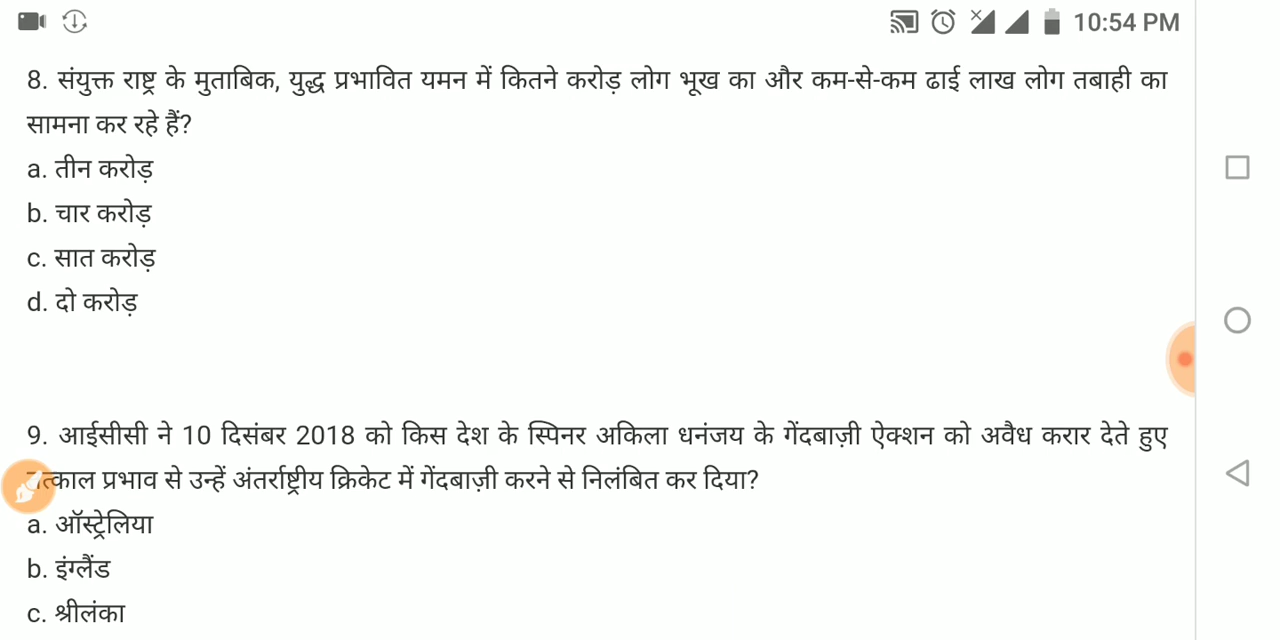 10:54 PM
8. संयुक्त राष्ट्र के मुताबिक, युद्ध प्रभावित यमन में कितने करोड़ लोग भूख का और कम-से-कम ढाई लाख लोग तबाही का
सामना कर रहे हैं?
a. तीन करोड़
b. चार करोड़
c. सात करोड़
d. दो करोड़
9. आईसीसी ने 10 दिसंबर 2018 को किस देश के स्पिनर अकिला धनंजय के गेंदबाज़ी ऐक्शन को अवैध करार देते हुए
तत्काल प्रभाव से उन्हें अंतर्राष्ट्रीय क्रिकेट में गेंदबाज़ी करने से निलंबित कर दिया?
a. ऑस्ट्रेलिया
b. इंग्लैंड
c. श्रीलंका